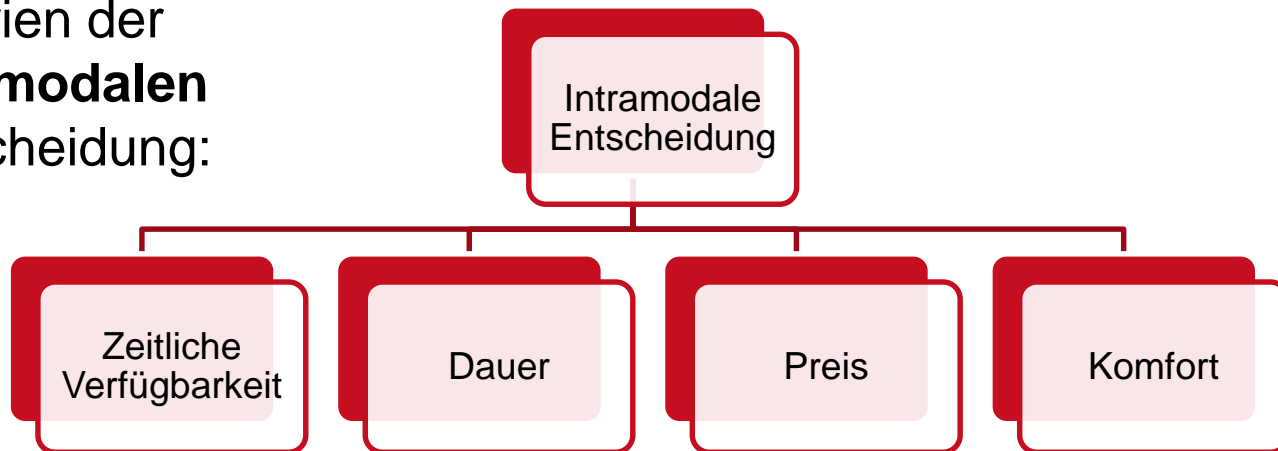 ien der
modalen
cheidung:
Intramodale
Entscheidung
Zeitliche
Verfügbarkeit
Dauer
Preis
Komfort